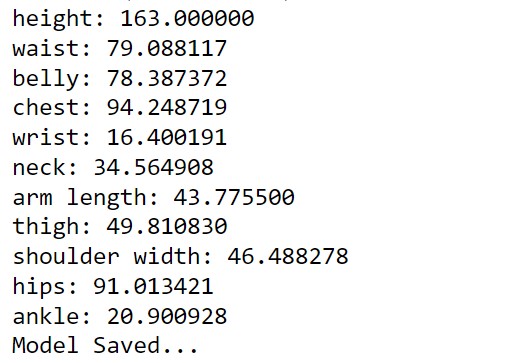 height: 163.000000
waist: 79.088117
belly: 78.387372
chest: 94.248719
wrist: 16.400191
neck: 34.564908
arm length: 43.775500
thigh: 49.810830
shoulder width: 46.488278
hips: 91.013421
ankle: 20.900928
Model Saved...